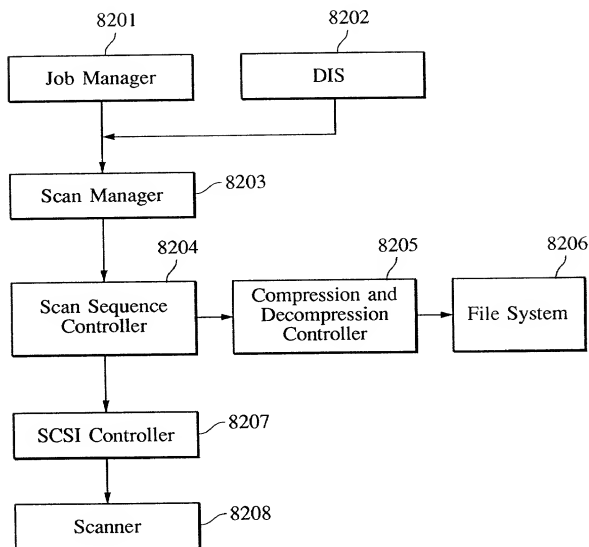 8201
8202
Job Manager
DIS
Scan Manager
8203
8204
8205
8206
Scan Sequence
Controller
Compression and
Decompression
Controller
File System
SCSI Controller
8207
Scanner
8208